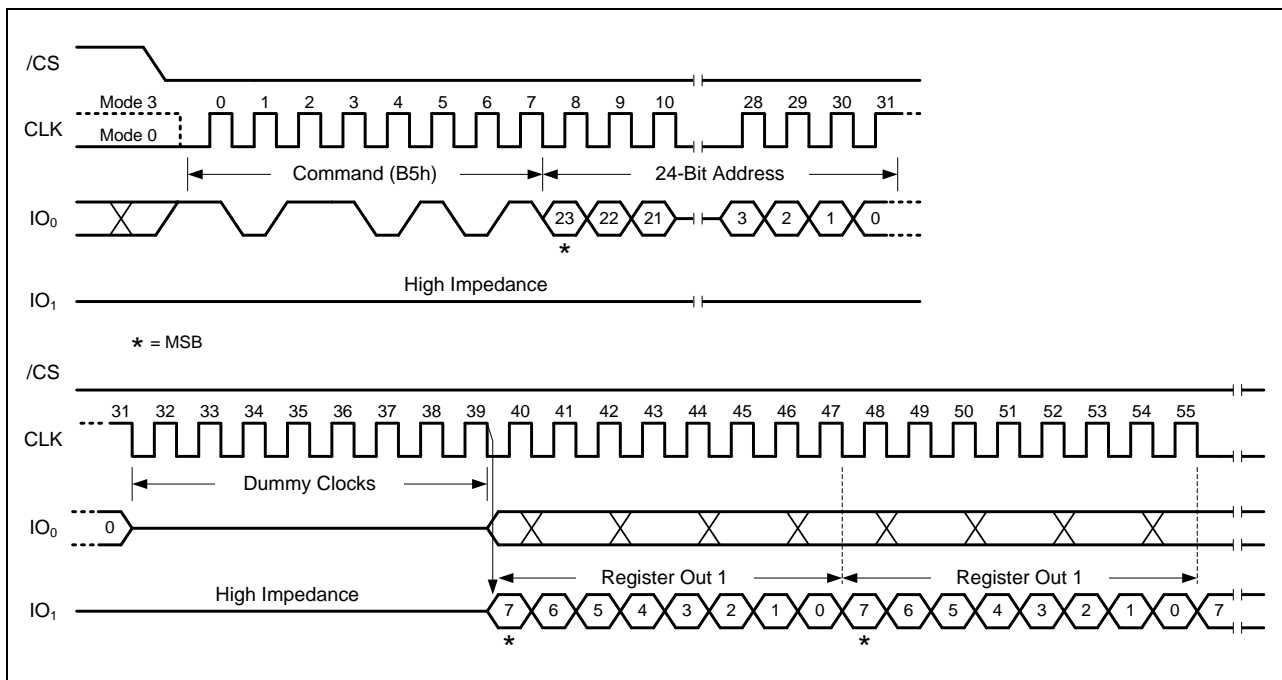 /CS
Mode 3
0 1 2 3 4 5 6 7 8 9 10 28 29 30 31
CLK
Mode 0
Command (B5h) 24-Bit Address
IO₀ 23 22 21 3 2 1 0
*
High Impedance
IO₁
* = MSB
/CS
31 32 33 34 35 36 37 38 39 40 41 42 43 44 45 46 47 48 49 50 51 52 53 54 55
CLK
Dummy Clocks
IO₀ 0
Register Out 1 Register Out 1
High Impedance
IO₁ 7 6 5 4 3 2 1 0 7 6 5 4 3 2 1 0 7
* *